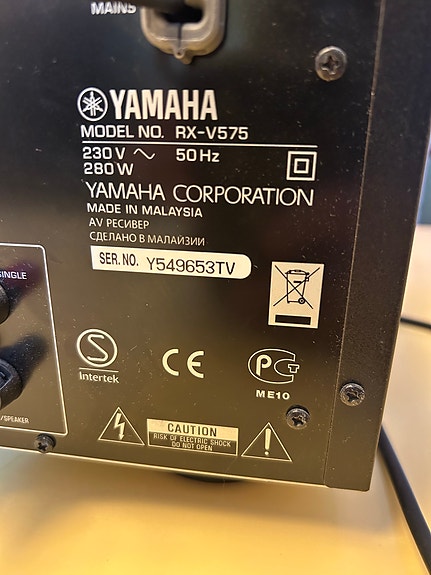 MAINS
YAMAHA
MODEL NO. RX-V575
230 V ~ 50 Hz
280 W
YAMAHA CORPORATION
MADE IN MALAYSIA
AV РЕСИВЕР
СДЕЛАНО В МАЛАЙЗИИ
SER. NO. Y549653TV
SINGLE
S
Intertek
CE
РСТ
ME10
/SPEAKER
CAUTION
RISK OF ELECTRIC SHOCK
DO NOT OPEN